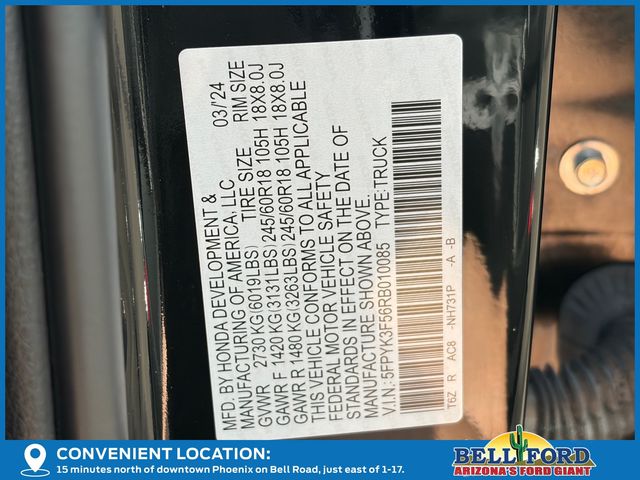 MFD. BY HONDA DEVELOPMENT & 03/'24
MANUFACTURING OF AMERICA, LLC
TIRE SIZE RIM SIZE
GVWR 2730 KG (6019LBS)
GAWR F 1420 KG (3131LBS) 245/60R18 105H 18X8.0J
GAWR R 1480 KG (3263LBS) 245/60R18 105H 18X8.0J
THIS VEHICLE CONFORMS TO ALL APPLICABLE
FEDERAL MOTOR VEHICLE SAFETY
STANDARDS IN EFFECT ON THE DATE OF
MANUFACTURE SHOWN ABOVE.
V.I.N: 5FPYK3F56RB010085 TYPE:TRUCK
T6Z R AC8 -NH731P -A -B
CONVENIENT LOCATION:
15 minutes north of downtown Phoenix on Bell Road, just east of 1-17.
BELL FORD
ARIZONA'S FORD GIANT